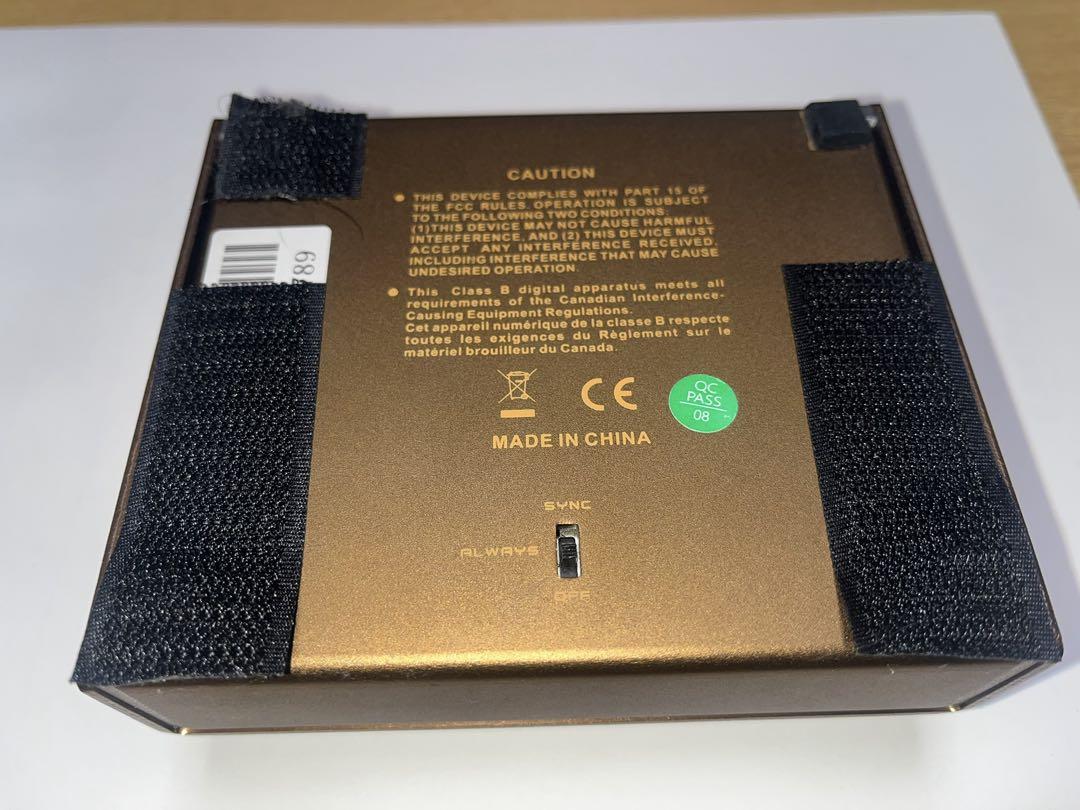 CAUTION
● THIS DEVICE COMPLIES WITH PART 15 OF
THE FCC RULES. OPERATION IS SUBJECT
TO THE FOLLOWING TWO CONDITIONS:
(1)THIS DEVICE MAY NOT CAUSE HARMFUL
INTERFERENCE, AND (2) THIS DEVICE MUST
ACCEPT ANY INTERFERENCE RECEIVED,
INCLUDING INTERFERENCE THAT MAY CAUSE
UNDESIRED OPERATION.
● This Class B digital apparatus meets all
requirements of the Canadian Interference-
Causing Equipment Regulations.
Cet appareil numérique de la classe B respecte
toutes les exigences du Règlement sur le
matériel brouilleur du Canada.
CE
QC
PASS
08
MADE IN CHINA
SYNC
ALWAYS
OFF
789